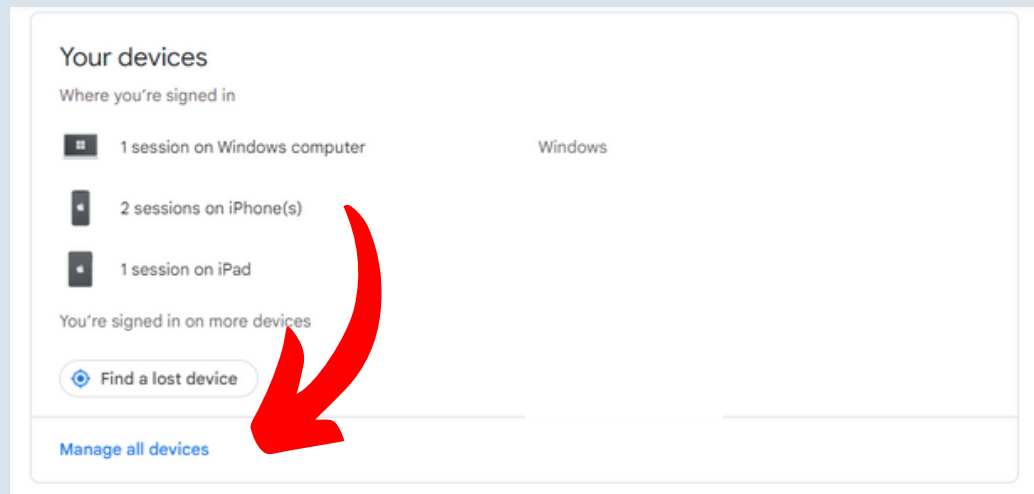 Your devices
Where you're signed in
1 session on Windows computer Windows
2 sessions on iPhone(s)
1 session on iPad
You're signed in on more devices
Find a lost device
Manage all devices